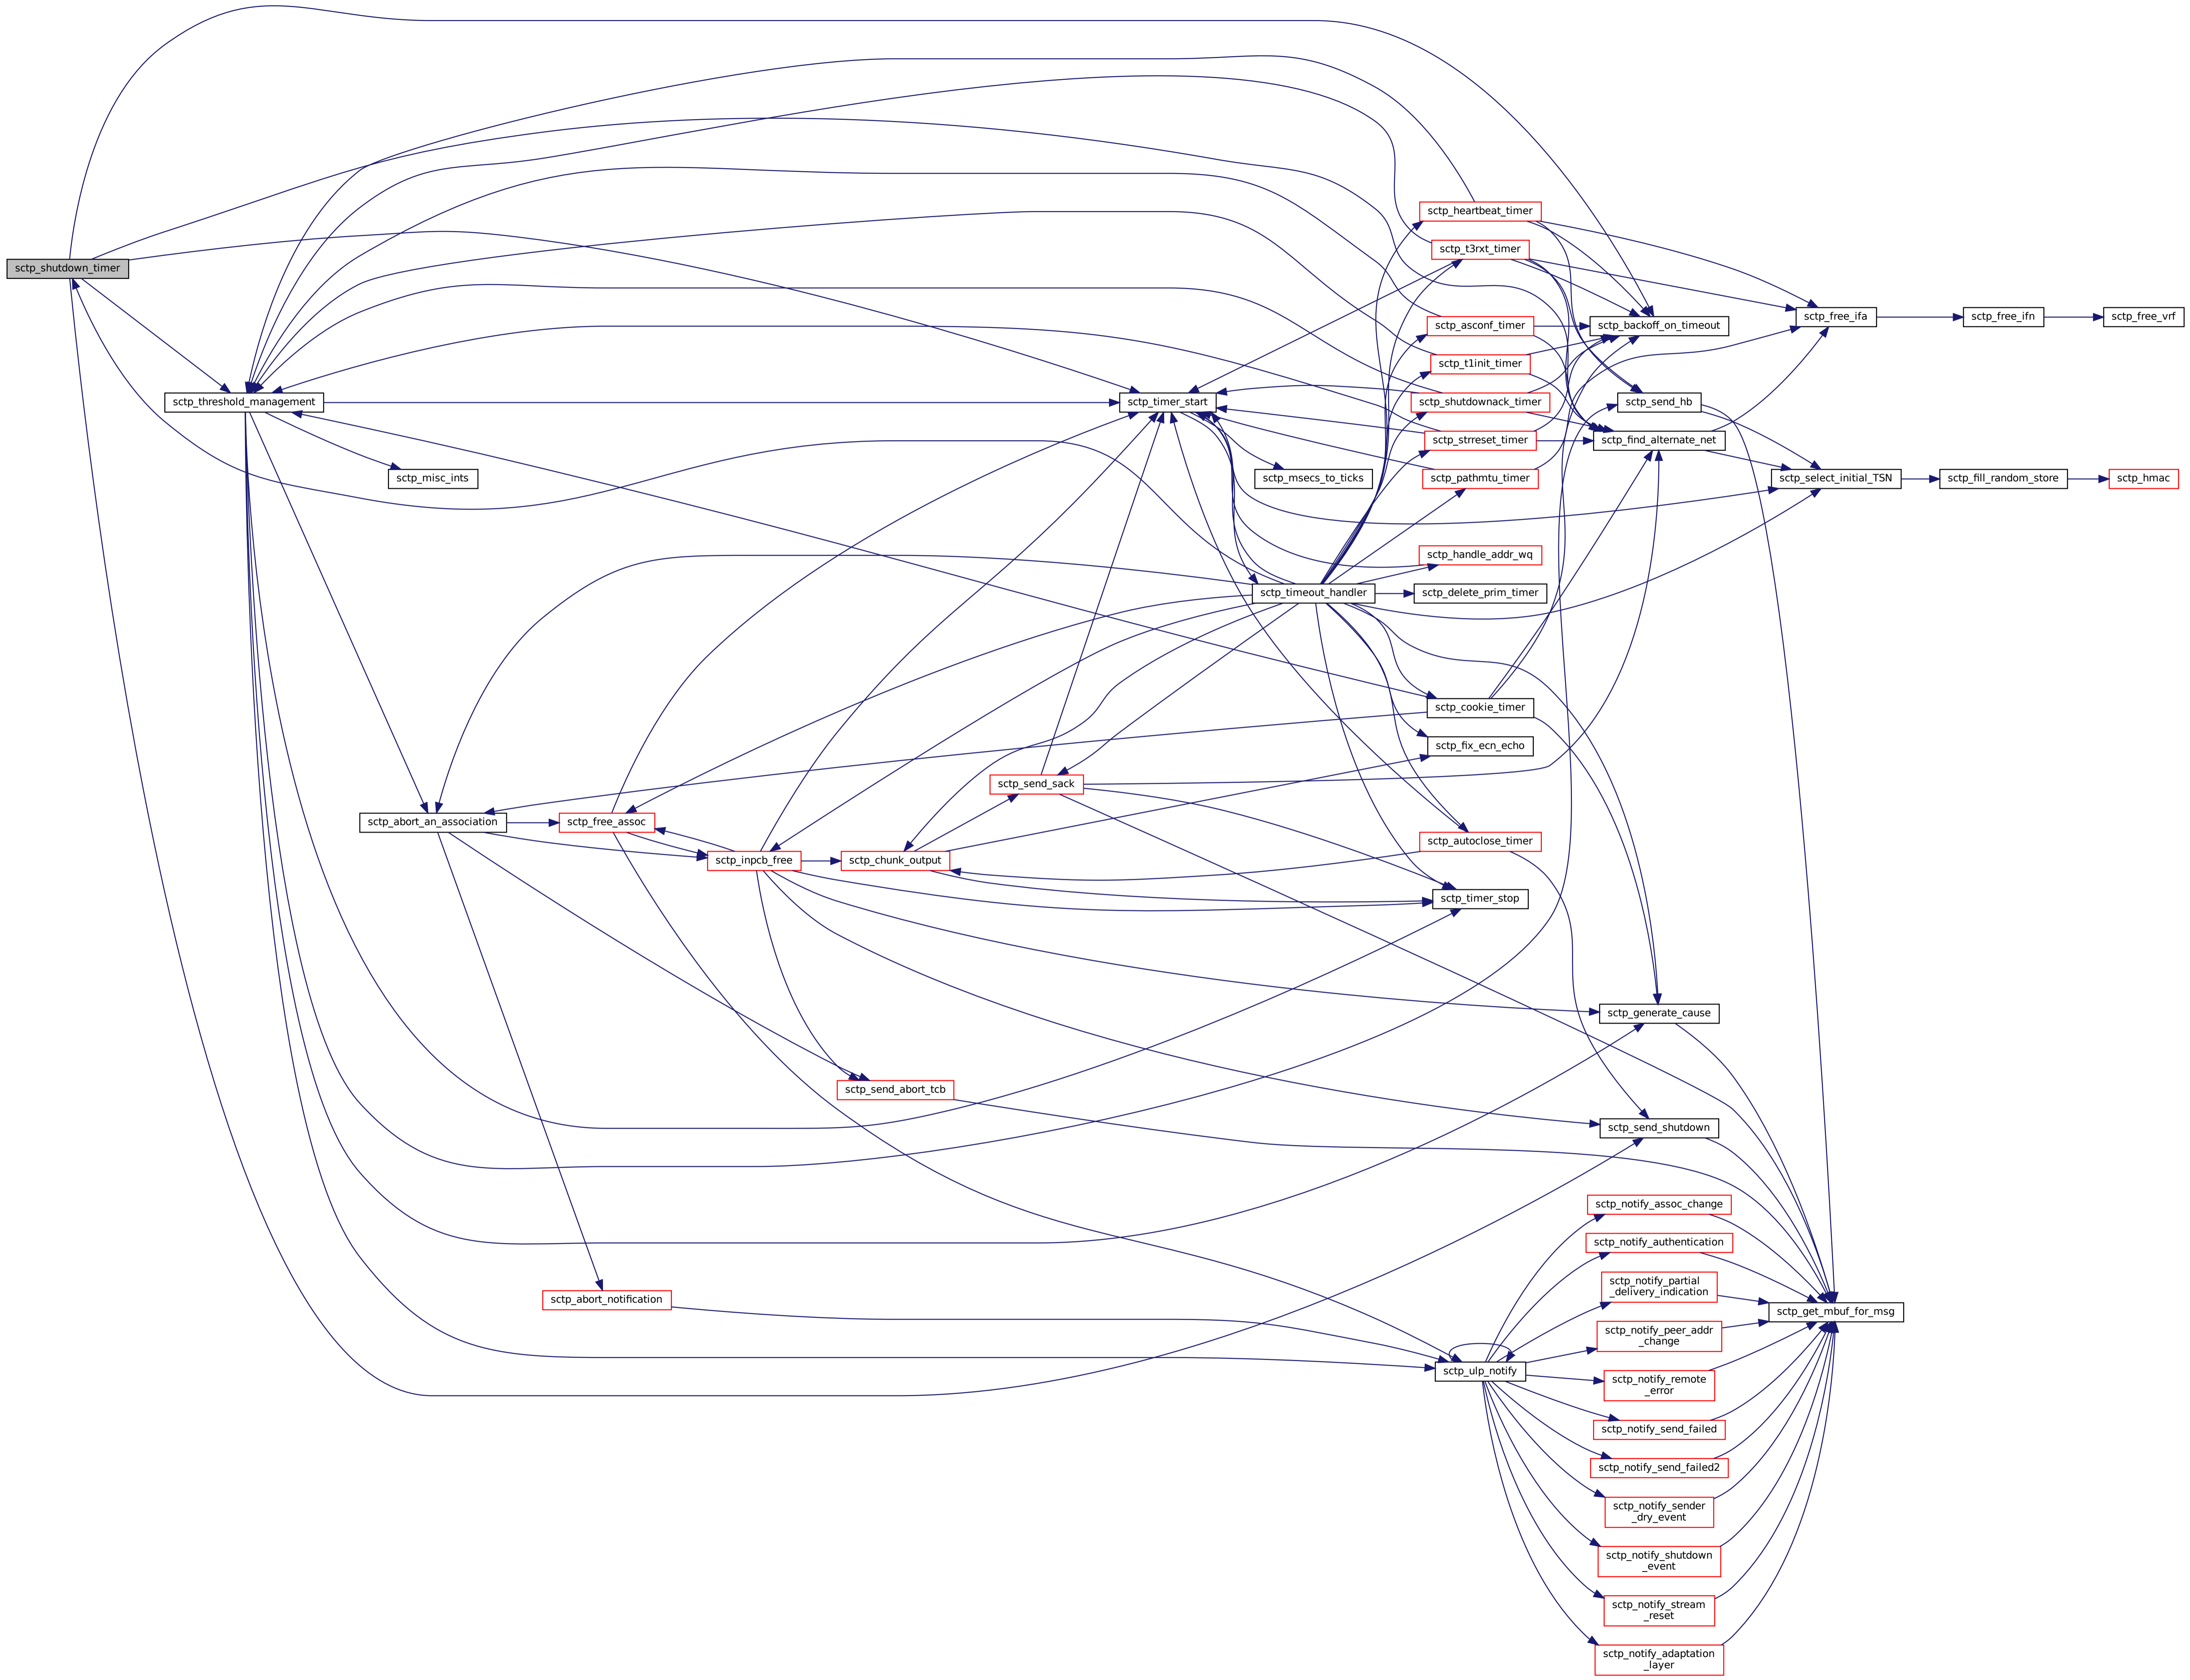 sctp_heartbeat_timer
sctp_t3rxt_timer
sctp_shutdown_timer
sctp_free_ifa
sctp_free_ifn
sctp_free_vrf
sctp_asconf_timer
sctp_backoff_on_timeout
sctp_t1init_timer
sctp_threshold_management
sctp_timer_start
sctp_shutdownack_timer
sctp_send_hb
sctp_strreset_timer
sctp_find_alternate_net
sctp_misc_ints
sctp_msecs_to_ticks
sctp_pathmtu_timer
sctp_select_initial_TSN
sctp_fill_random_store
sctp_hmac
sctp_handle_addr_wq
sctp_timeout_handler
sctp_delete_prim_timer
sctp_cookie_timer
sctp_fix_ecn_echo
sctp_send_sack
sctp_abort_an_association
sctp_free_assoc
sctp_autoclose_timer
sctp_inpcb_free
sctp_chunk_output
sctp_timer_stop
sctp_generate_cause
sctp_send_abort_tcb
sctp_send_shutdown
sctp_notify_assoc_change
sctp_notify_authentication
sctp_notify_partial
_delivery_indication
sctp_abort_notification
sctp_get_mbuf_for_msg
sctp_notify_peer_addr
_change
sctp_ulp_notify
sctp_notify_remote
_error
sctp_notify_send_failed
sctp_notify_send_failed2
sctp_notify_sender
_dry_event
sctp_notify_shutdown
_event
sctp_notify_stream
_reset
sctp_notify_adaptation
_layer